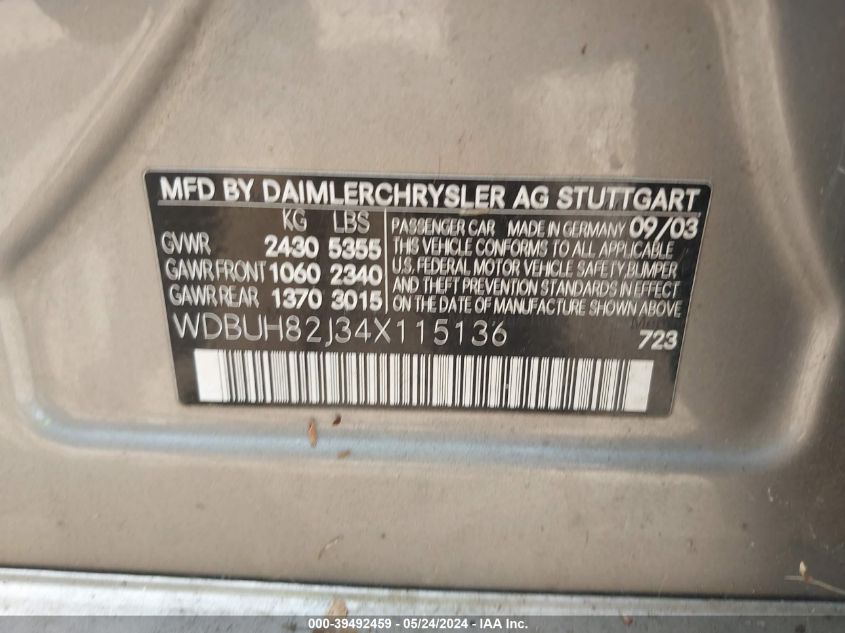 MFD BY DAIMLERCHRYSLER AG STUTTGART
KG LBS
GVWR 2430 5355
GAWR FRONT 1060 2340
GAWR REAR 1370 3015
PASSENGER CAR MADE IN GERMANY 09/03
THIS VEHICLE CONFORMS TO ALL APPLICABLE
U.S. FEDERAL MOTOR VEHICLE SAFETY, BUMPER
AND THEFT PREVENTION STANDARDS IN EFFECT
ON THE DATE OF MANUFACTURE SHOWN ABOVE
WDBUH82J34X115136
723
000-39492459 - 05/24/2024 - IAA Inc.